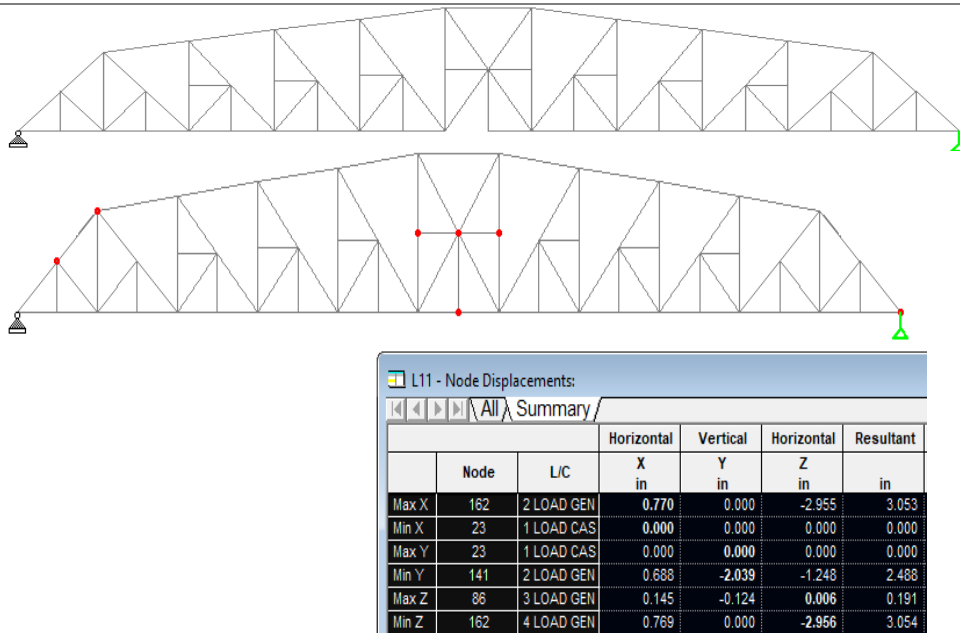 L11 - Node Displacements:
All Summary
Horizontal Vertical Horizontal Resultant
Node L/C X Y Z
in in in in
Max X 162 2 LOAD GEN 0.770 0.000 -2.955 3.053
Min X 23 1 LOAD CAS 0.000 0.000 0.000 0.000
Max Y 23 1 LOAD CAS 0.000 0.000 0.000 0.000
Min Y 141 2 LOAD GEN 0.688 -2.039 -1.248 2.488
Max Z 86 3 LOAD GEN 0.145 -0.124 0.006 0.191
Min Z 162 4 LOAD GEN 0.769 0.000 -2.956 3.054